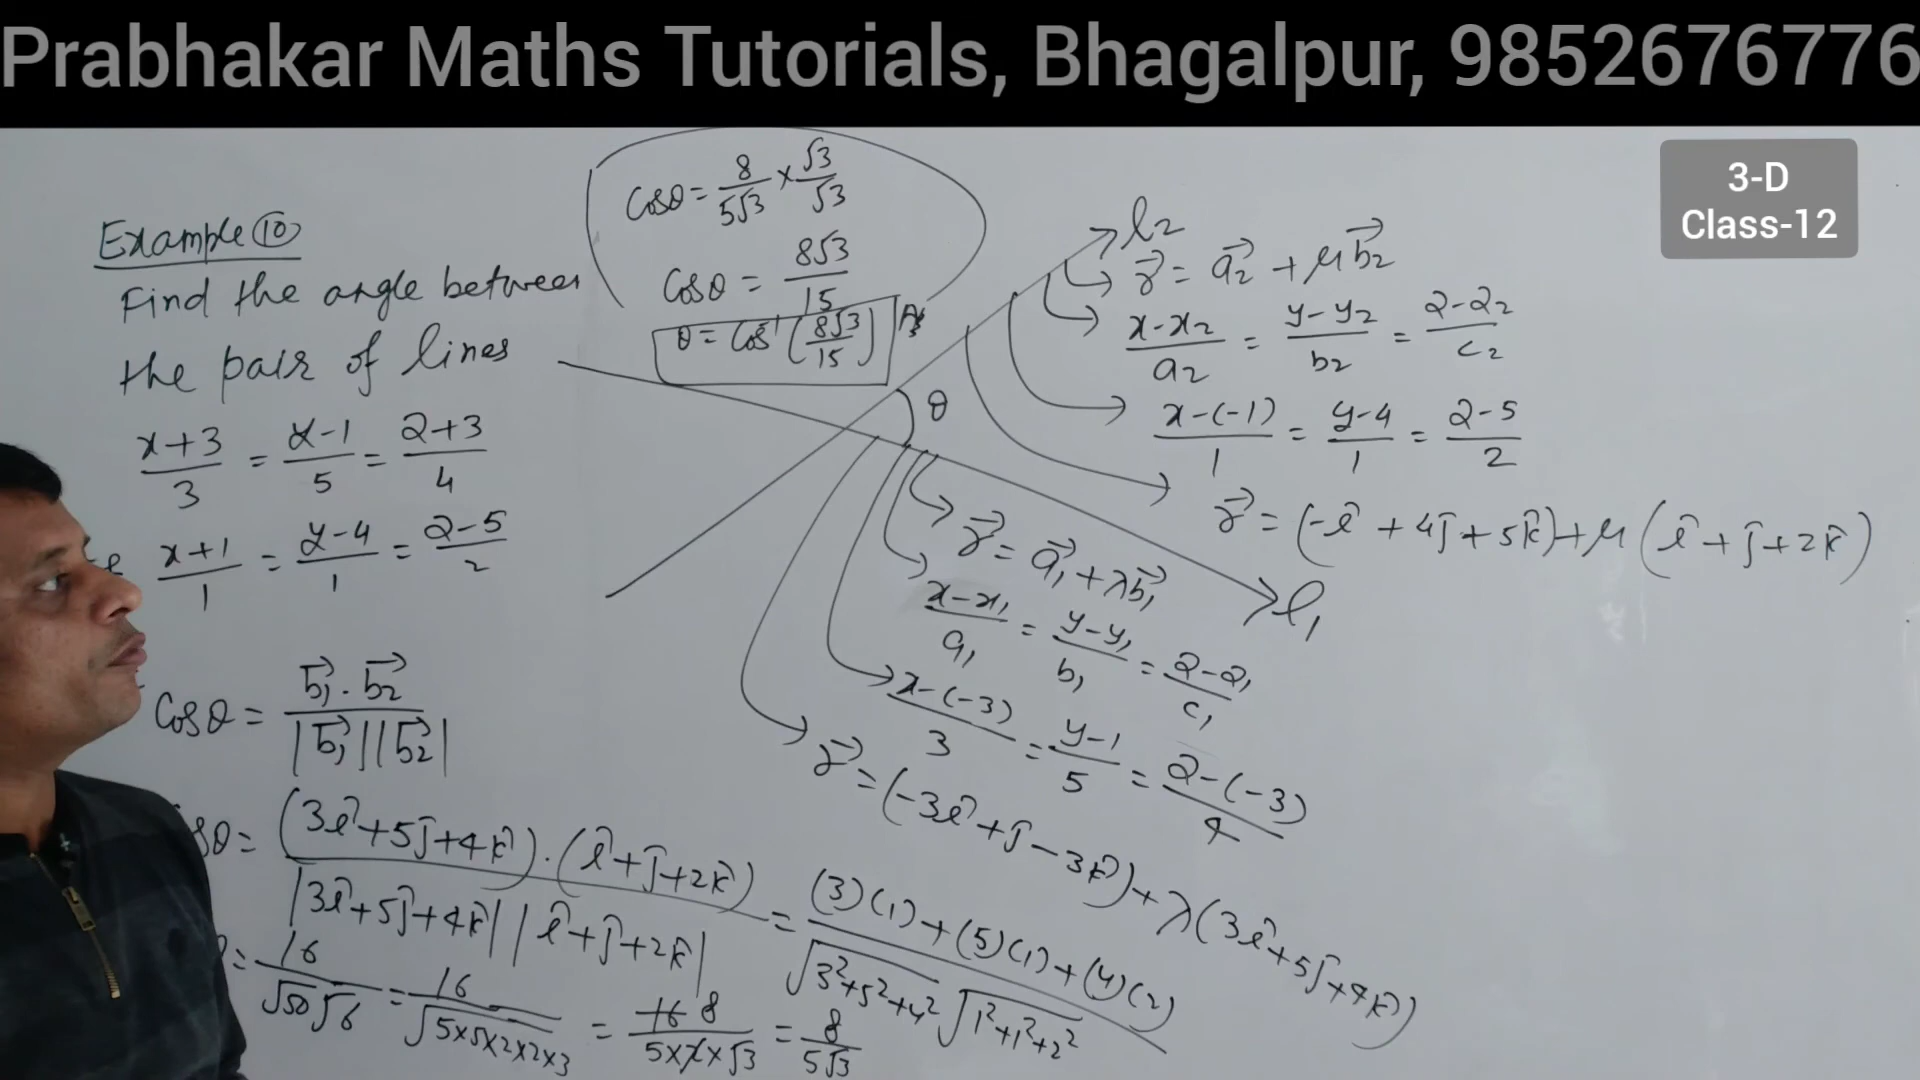 Prabhakar Maths Tutorials, Bhagalpur, 9852676776
3-D
Class-12
Example 10
Find the angle between
the pair of lines
x+3/3 = y-1/5 = z+3/4
x+1/1 = y-4/1 = z-5/2
Cosθ = b₁⃗ . b₂⃗ / |b₁⃗| |b₂⃗|
sθ = (3î+5ĵ+4k̂).(î+ĵ+2k̂) / |3î+5ĵ+4k̂| |î+ĵ+2k̂| = (3)(1)+(5)(1)+(4)(2) / √3²+5²+4² √1²+1²+2²
= 16/√50√6 = 16/√5×5×2×2×3 = 16 8/5×2×√3 = 8/5√3
Cosθ = 8/5√3 × √3/√3
Cosθ = 8√3/15
θ = Cos⁻¹(8√3/15)
θ
l₂
r⃗ = a₂⃗ + μb₂⃗
x-x₂/a₂ = y-y₂/b₂ = z-z₂/c₂
x-(-1)/1 = y-4/1 = z-5/2
r⃗ = (-î + 4ĵ + 5k̂) + μ(î + ĵ + 2k̂)
l₁
r⃗ = a₁⃗ + λb₁⃗
x-x₁/a₁ = y-y₁/b₁ = z-z₁/c₁
x-(-3)/3 = y-1/5 = z-(-3)/4
r⃗ = (-3î + ĵ - 3k̂) + λ(3î + 5ĵ + 4k̂)